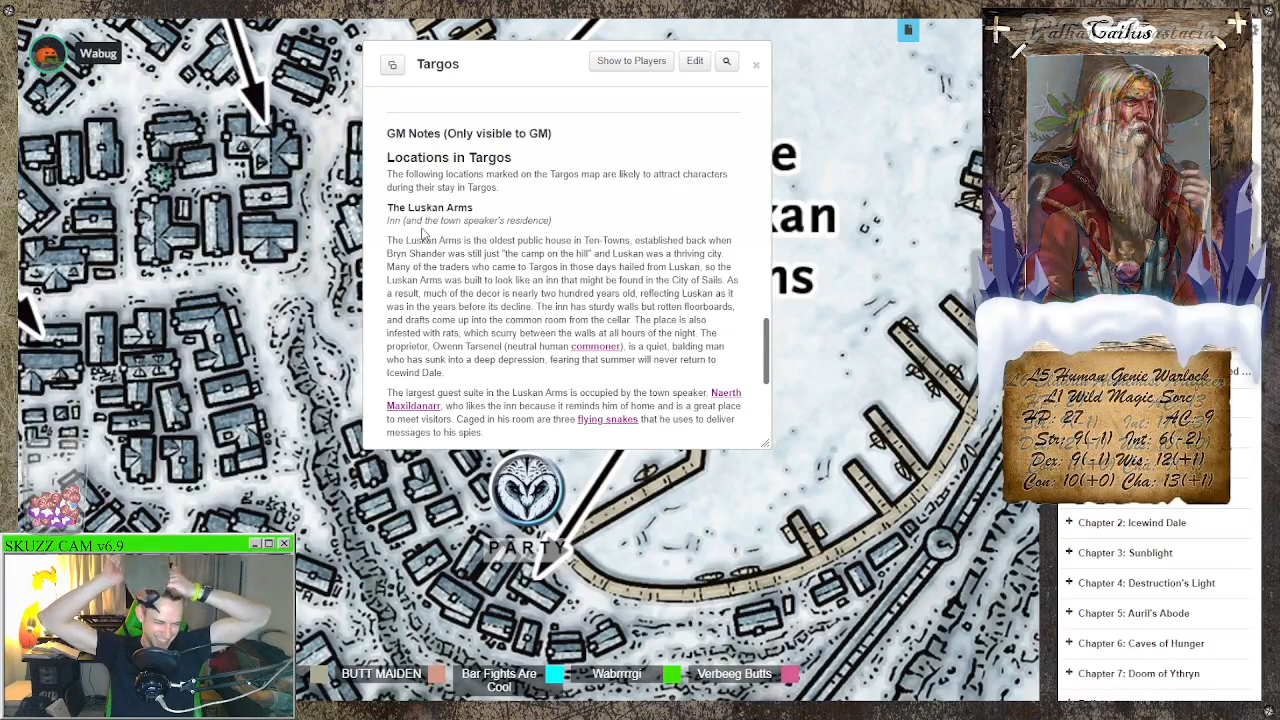 Wabug
Targos
Show to Players
Edit
GM Notes (Only visible to GM)
Locations in Targos
The following locations marked on the Targos map are likely to attract characters
during their stay in Targos.
The Luskan Arms
Inn (and the town speaker's residence)
The Luskan Arms is the oldest public house in Ten-Towns, established back when
Bryn Shander was still just "the camp on the hill" and Luskan was a thriving city.
Many of the traders who came to Targos in those days hailed from Luskan, so the
Luskan Arms was built to look like an inn that might be found in the City of Sails. As
a result, much of the decor is nearly two hundred years old, reflecting Luskan as it
was in the years before its decline. The inn has sturdy walls but rotten floorboards,
and drafts come up into the common room from the cellar. The place is also
infested with rats, which scurry between the walls at all hours of the night. The
proprietor, Owenn Tarsenel (neutral human commoner), is a quiet, balding man
who has sunk into a deep depression, fearing that summer will never return to
Icewind Dale.
The largest guest suite in the Luskan Arms is occupied by the town speaker, Naerth
Maxildanarr, who likes the inn because it reminds him of home and is a great place
to meet visitors. Caged in his room are three flying snakes that he uses to deliver
messages to his spies.
e
kan
ms
PARTY
L5 Human Genie Warlock
L1 Wild Magic Sorc
HP: 27 AC: 9
Str: 9(-1) Int: 6(-2)
Dex: 9(-1) Wis: 12(+1)
Con: 10(+0) Cha: 13(+1)
Chapter 2: Icewind Dale
Chapter 3: Sunblight
Chapter 4: Destruction's Light
Chapter 5: Auril's Abode
Chapter 6: Caves of Hunger
Chapter 7: Doom of Ythryn
SKUZZ CAM v6.9
BUTT MAIDEN
Bar Fights Are
Cool
Wabrrrrgi
Verbeeg Butts